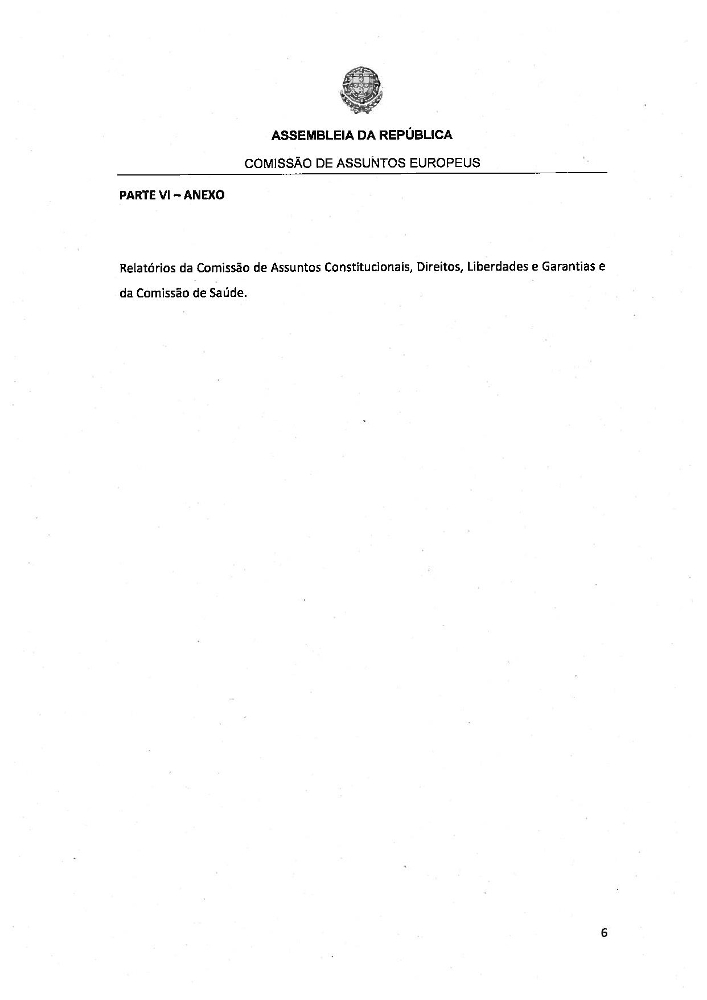 ASSEMBLEIA DA REPÚBLICA
COMISSÃO DE ASSUNTOS EUROPEUS
PARTE VI – ANEXO
Relatórios da Comissão de Assuntos Constitucionais, Direitos, Liberdades e Garantias e
da Comissão de Saúde.
6